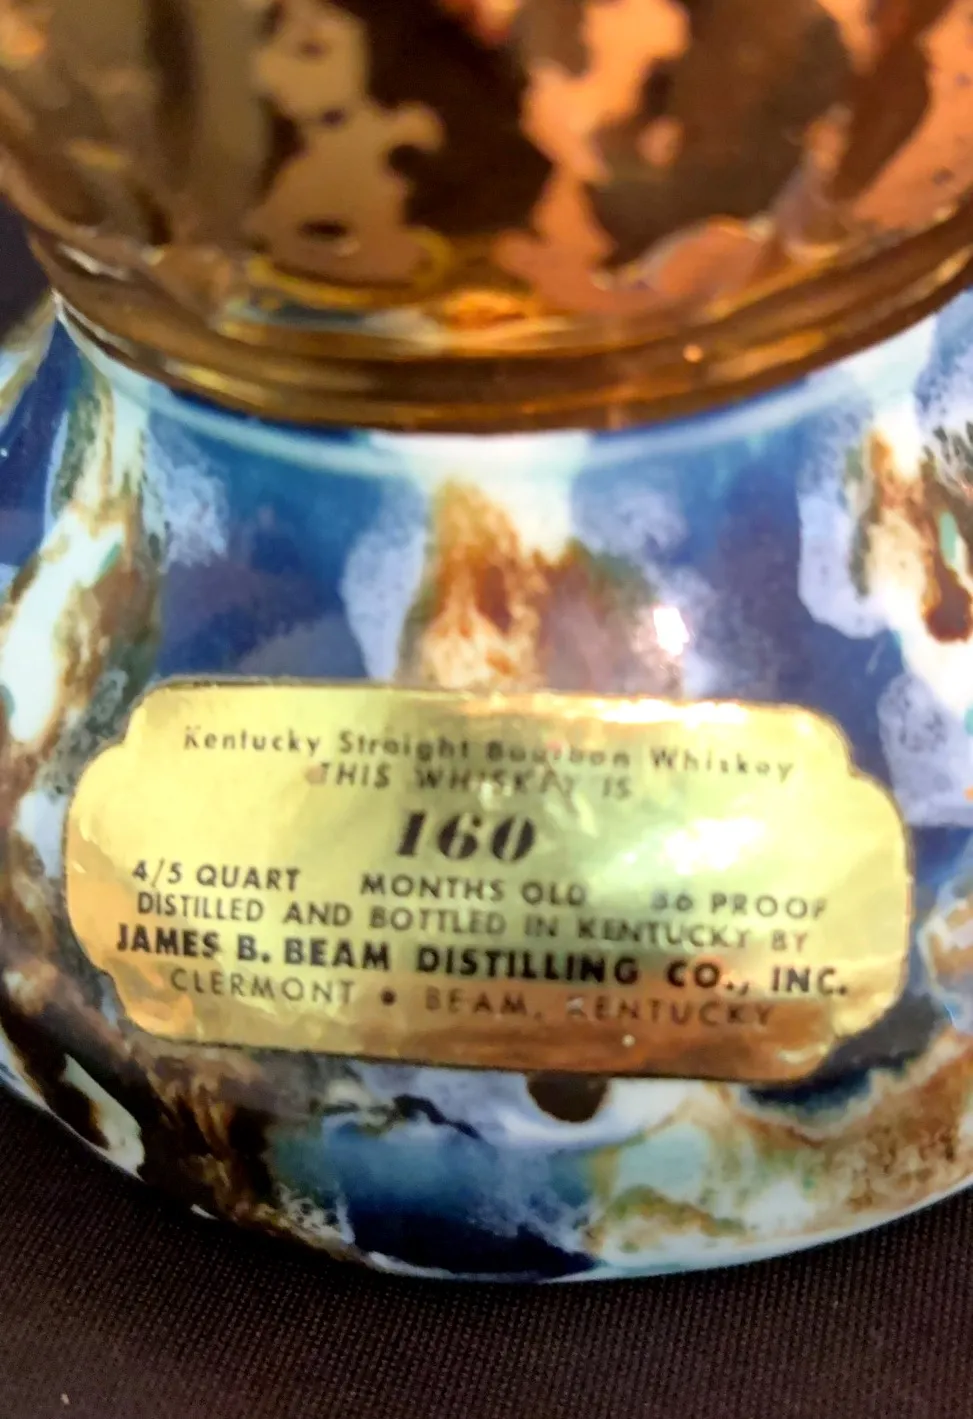 Kentucky Straight Bourbon Whiskey
THIS WHISKEY IS
160
4/5 QUART MONTHS OLD 86 PROOF
DISTILLED AND BOTTLED IN KENTUCKY BY
JAMES B. BEAM DISTILLING CO., INC.
CLERMONT • BEAM, KENTUCKY